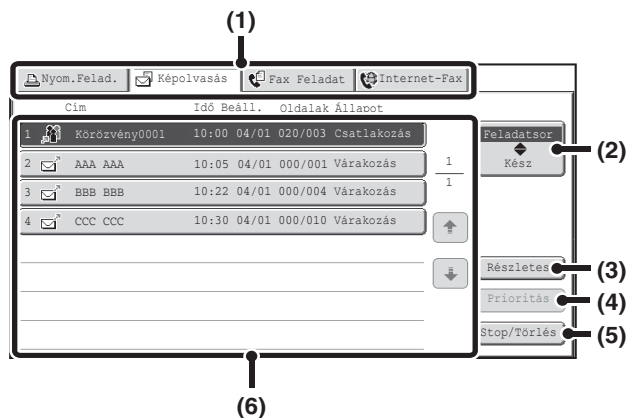 (1)
Nyom.Felad. Képolvasás Fax Feladat Internet-Fax
Cím Idő Beáll. Oldalak Állapot
1 Körözvény0001 10:00 04/01 020/003 Csatlakozás
2 AAA AAA 10:05 04/01 000/001 Várakozás
3 BBB BBB 10:22 04/01 000/004 Várakozás
4 CCC CCC 10:30 04/01 000/010 Várakozás
1
1
Feladatsor
Kész
(2)
Részletes
(3)
Prioritás
(4)
Stop/Törlés
(5)
(6)